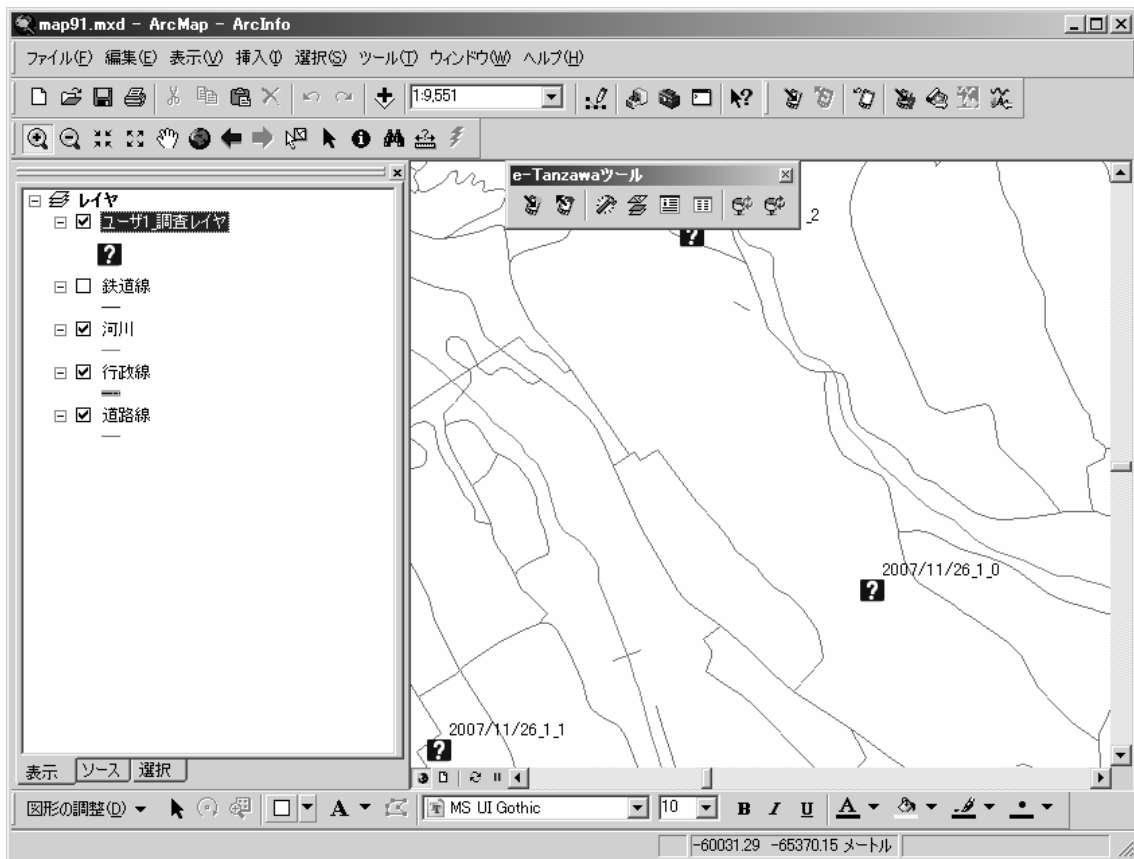 map91.mxd - ArcMap - ArcInfo
ファイル(F) 編集(E) 表示(V) 挿入(I) 選択(S) ツール(T) ウィンドウ(W) ヘルプ(H)
1:9,551
e-Tanzawaツール
レイヤ
ユーザ1_調査レイヤ
?
鉄道線
河川
行政線
道路線
_2
?
2007/11/26_1_0
?
2007/11/26_1_1
?
表示 ソース 選択
図形の調整(D) A MS UI Gothic 10 B I U A
-60031.29 -65370.15 メートル